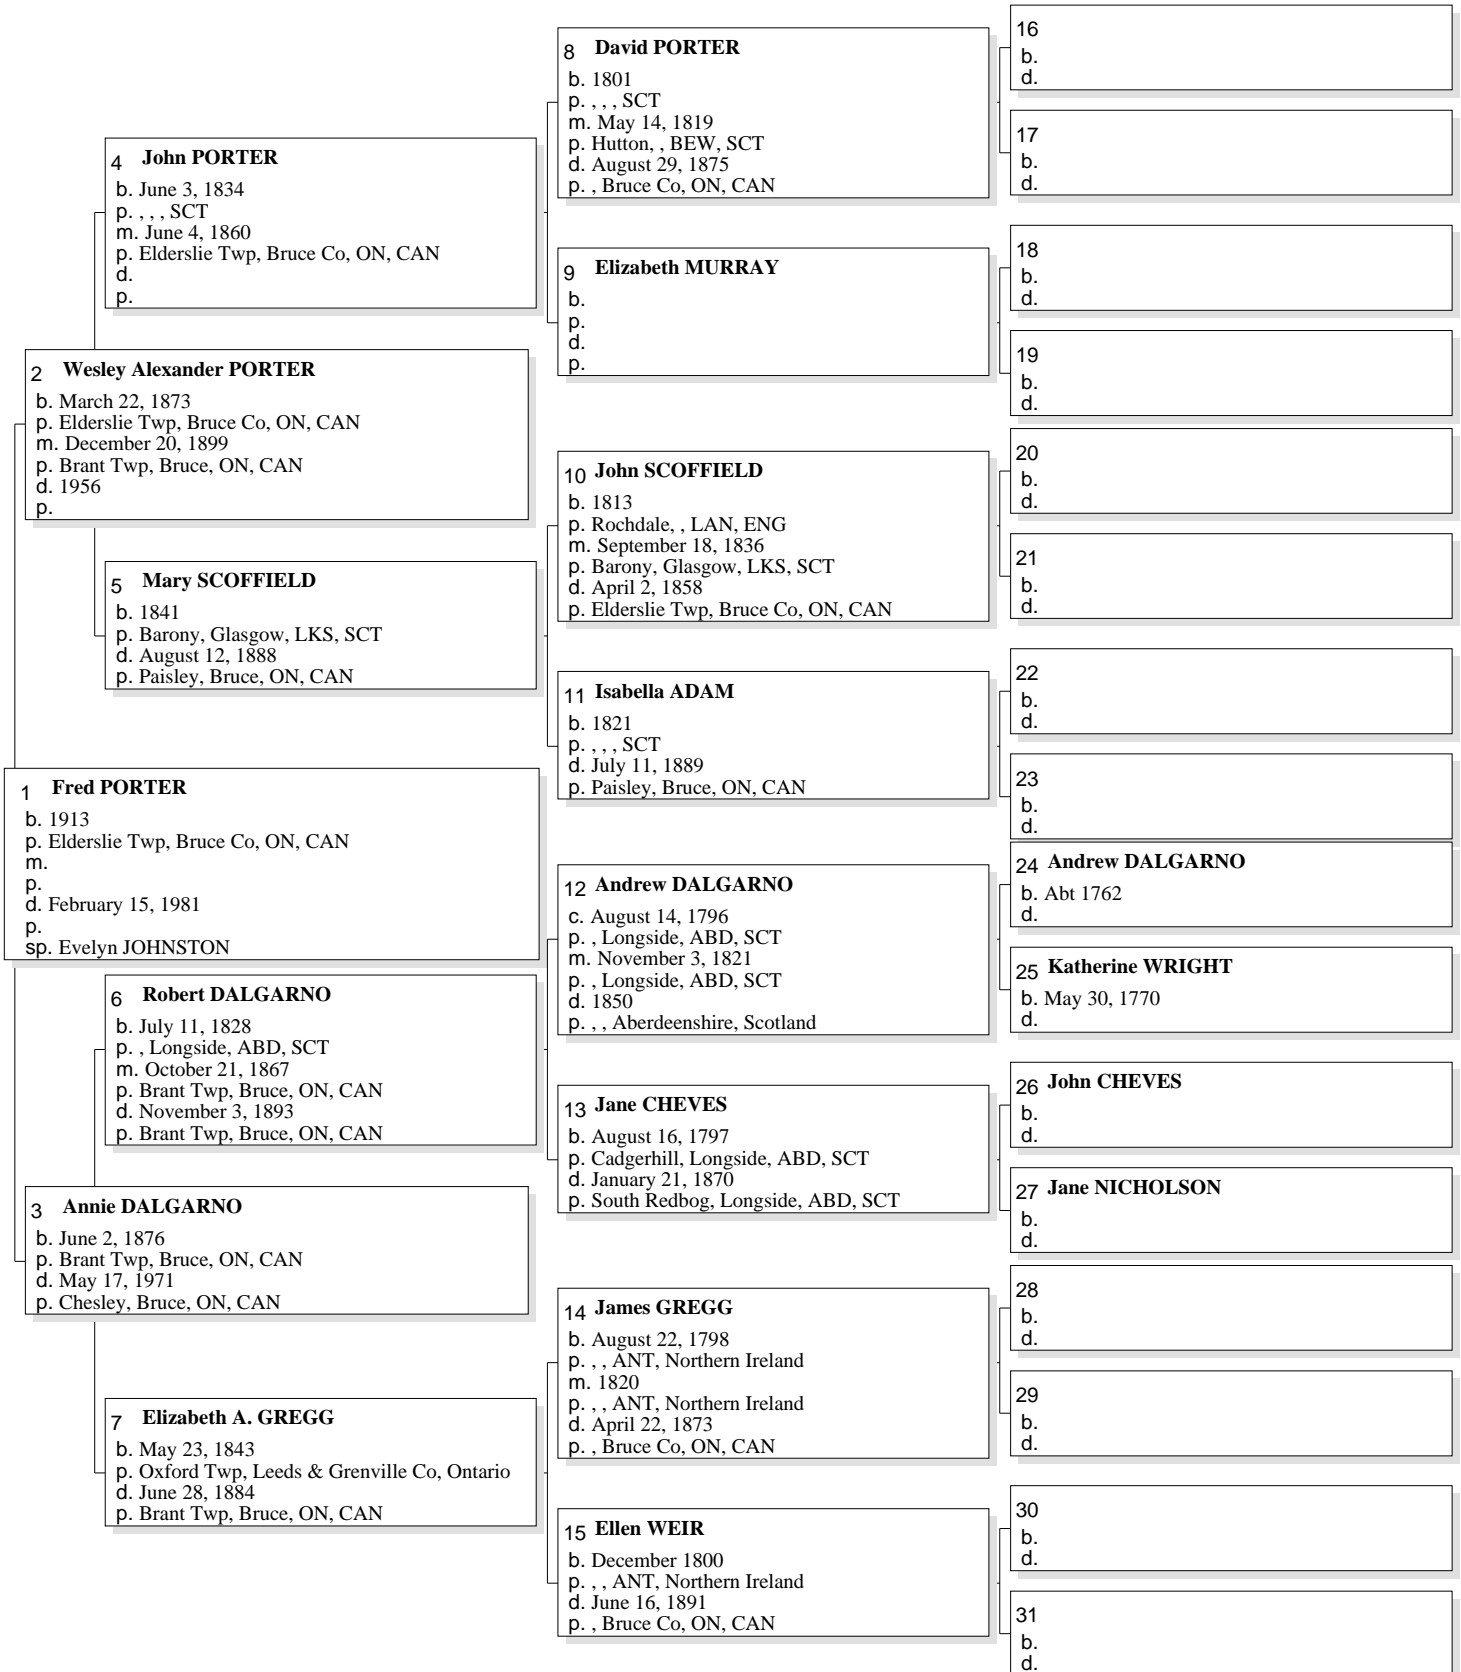 8 David PORTER
b. 1801
p. , , , SCT
m. May 14, 1819
p. Hutton, , BEW, SCT
d. August 29, 1875
p. , Bruce Co, ON, CAN
16
b.
d.
17
b.
d.
4 John PORTER
b. June 3, 1834
p. , , , SCT
m. June 4, 1860
p. Elderslie Twp, Bruce Co, ON, CAN
d.
p.
9 Elizabeth MURRAY
b.
p.
d.
p.
18
b.
d.
19
b.
d.
2 Wesley Alexander PORTER
b. March 22, 1873
p. Elderslie Twp, Bruce Co, ON, CAN
m. December 20, 1899
p. Brant Twp, Bruce, ON, CAN
d. 1956
p.
10 John SCOFFIELD
b. 1813
p. Rochdale, , LAN, ENG
m. September 18, 1836
p. Barony, Glasgow, LKS, SCT
d. April 2, 1858
p. Elderslie Twp, Bruce Co, ON, CAN
20
b.
d.
21
b.
d.
5 Mary SCOFFIELD
b. 1841
p. Barony, Glasgow, LKS, SCT
d. August 12, 1888
p. Paisley, Bruce, ON, CAN
11 Isabella ADAM
b. 1821
p. , , , SCT
d. July 11, 1889
p. Paisley, Bruce, ON, CAN
22
b.
d.
23
b.
d.
1 Fred PORTER
b. 1913
p. Elderslie Twp, Bruce Co, ON, CAN
m.
p.
d. February 15, 1981
p.
sp. Evelyn JOHNSTON
12 Andrew DALGARNO
c. August 14, 1796
p. , Longside, ABD, SCT
m. November 3, 1821
p. , Longside, ABD, SCT
d. 1850
p. , , Aberdeenshire, Scotland
24 Andrew DALGARNO
b. Abt 1762
d.
25 Katherine WRIGHT
b. May 30, 1770
d.
6 Robert DALGARNO
b. July 11, 1828
p. , Longside, ABD, SCT
m. October 21, 1867
p. Brant Twp, Bruce, ON, CAN
d. November 3, 1893
p. Brant Twp, Bruce, ON, CAN
13 Jane CHEVES
b. August 16, 1797
p. Cadgerhill, Longside, ABD, SCT
d. January 21, 1870
p. South Redbog, Longside, ABD, SCT
26 John CHEVES
b.
d.
27 Jane NICHOLSON
b.
d.
3 Annie DALGARNO
b. June 2, 1876
p. Brant Twp, Bruce, ON, CAN
d. May 17, 1971
p. Chesley, Bruce, ON, CAN
14 James GREGG
b. August 22, 1798
p. , , ANT, Northern Ireland
m. 1820
p. , , ANT, Northern Ireland
d. April 22, 1873
p. , Bruce Co, ON, CAN
28
b.
d.
29
b.
d.
7 Elizabeth A. GREGG
b. May 23, 1843
p. Oxford Twp, Leeds & Grenville Co, Ontario
d. June 28, 1884
p. Brant Twp, Bruce, ON, CAN
15 Ellen WEIR
b. December 1800
p. , , ANT, Northern Ireland
d. June 16, 1891
p. , Bruce Co, ON, CAN
30
b.
d.
31
b.
d.